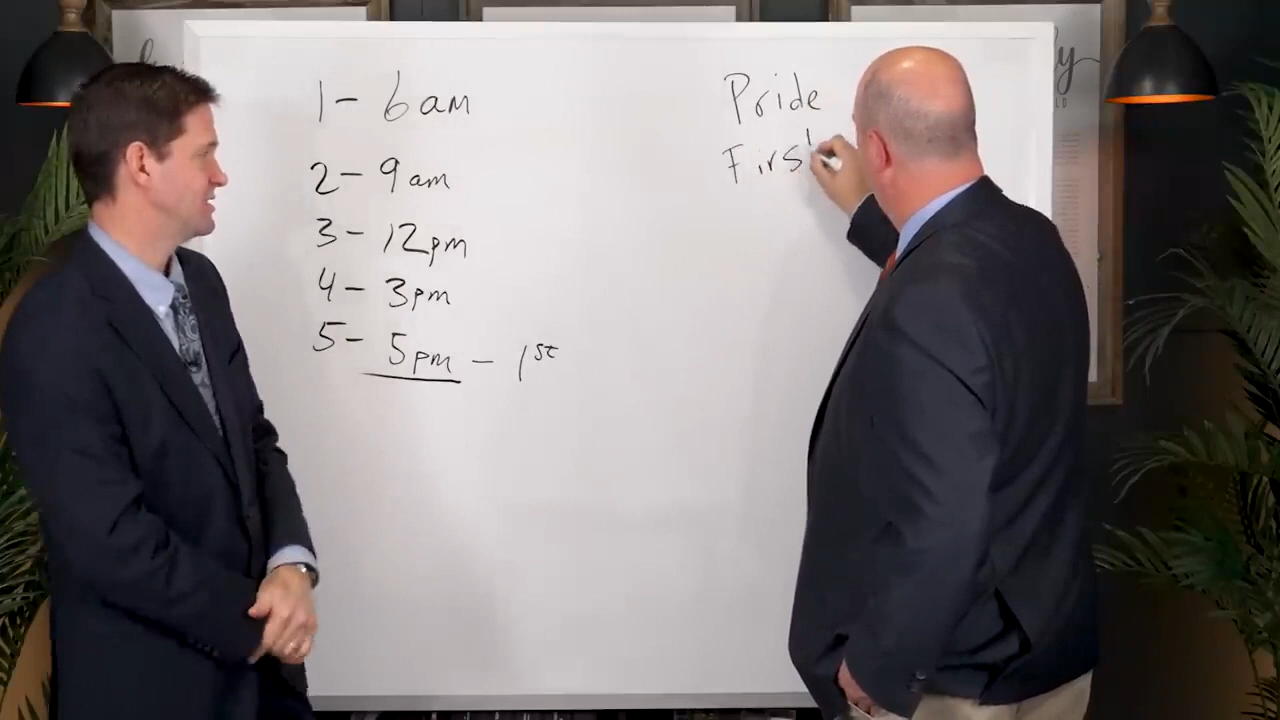 1- 6am
2- 9am
3- 12pm
4- 3pm
5- 5pm - 1st
Pride
First